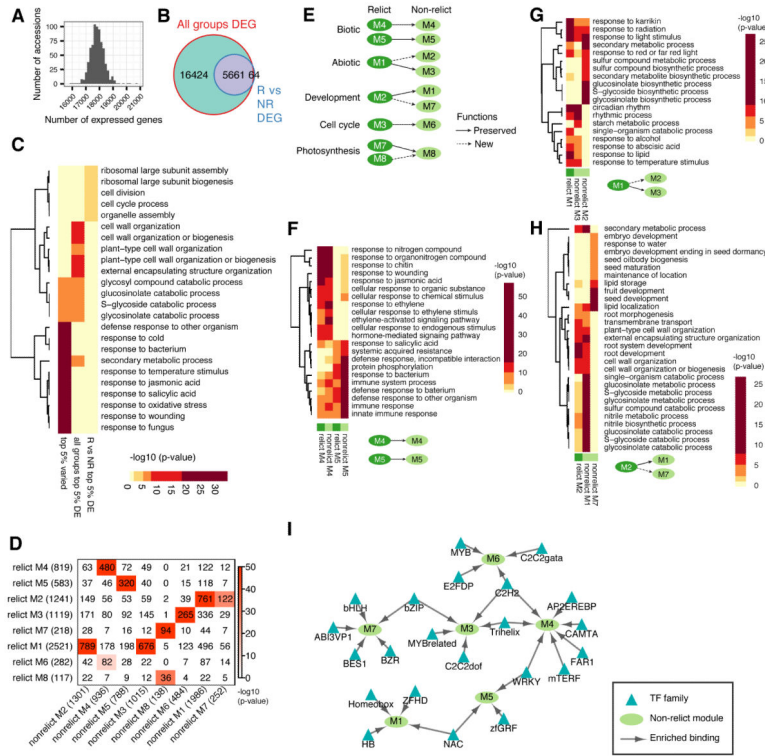 A
Number of accessions
100
80
60
40
20
0
16000
17000
18000
19000
20000
21000
Number of expressed genes
B
All groups DEG
16424
5661
64
R vs
NR
DEG
C
ribosomal large subunit assembly
ribosomal large subunit biogenesis
cell division
cell cycle process
organelle assembly
cell wall organization
cell wall organization or biogenesis
plant-type cell wall organization
plant-type cell wall organization or biogenesis
external encapsulating structure organization
glycosyl compound catabolic process
glucosinolate catabolic process
S-glycoside catabolic process
glycosinolate catabolic process
defense response to other organism
response to cold
response to bacterium
secondary metabolic process
response to temperature stimulus
response to jasmonic acid
response to salicylic acid
response to oxidative stress
response to wounding
response to fungus
top 5% varied
all groups top 5% DE
R vs NR top 5% DE
-log10 (p-value)
0 5 10 15 20 25 30
D
relict M4 (819) 63 480 72 49 0 21 122 12
relict M5 (583) 37 46 320 40 0 15 118 7
relict M2 (1241) 149 56 53 59 2 39 761 122
relict M3 (1119) 171 80 92 145 1 265 336 29
relict M7 (218) 28 7 16 12 94 10 44 7
relict M1 (2521) 789 178 198 676 5 123 496 56
relict M6 (282) 42 82 28 22 0 7 87 14
relict M8 (117) 22 7 28 14 36 4 6 0
nonrelict M2 (1301)
nonrelict M4 (936)
nonrelict M5 (788)
nonrelict M3 (1015)
nonrelict M8 (138)
nonrelict M6 (484)
nonrelict M1 (1986)
nonrelict M7 (252)
50
40
30
20
10
0
-log10
(p-value)
E
Relict
Non-relict
Biotic
M4
M4
M5
M5
Abiotic
M1
M2
M3
Development
M2
M1
M7
Cell cycle
M3
M6
Photosynthesis
M7
M8
M8
Functions
Preserved
New
F
response to nitrogen compound
response to organonitrogen compound
response to chitin
response to wounding
response to jasmonic acid
cellular response to organic substance
cellular response to chemical stimulus
response to ethylene
cellular response to ethylene stimuls
ethylene-activated signaling pathway
cellular response to endogenous stimulus
hormone-mediated signaling pathway
response to salicylic acid
systemic acquired resistance
defense response, incompatible interaction
protein phosphorylation
response to bacterium
immune system process
defense response to baterium
defense response to other organism
immune response
innate immune response
relict M4
nonrelict M4
relict M5
nonrelict M5
-log10
(p-value)
50
40
30
20
10
0
M4
M4
M5
M5
G
response to karrikin
response to radiation
response to light stimulus
secondary metabolic process
response to red or far red light
sulfur compound metabolic process
sulfur compound biosynthetic process
secondary metabolite biosynthetic process
glucosinolate biosynthetic process
S-glycoside biosynthetic process
glycosinolate biosynthetic process
circadian rhythm
rhythmic process
starch metabolic process
single-organism catabolic process
response to alcohol
response to abscisic acid
response to lipid
response to temperature stimulus
relict M1
nonrelict M3
nonrelict M2
-log10
(p-value)
25
20
15
10
5
0
M1
M2
M3
H
secondary metabolic process
embryo development
response to water
embryo development ending in seed dormancy
seed oilbody biogenesis
seed maturation
maintenance of location
lipid storage
fruit development
seed development
lipid localization
root morphogenesis
transmembrane transport
plant-type cell wall organization
external encapsulating structure organization
root system development
root development
cell wall organization
cell wall organization or biogenesis
single-organism catabolic process
glucosinolate metabolic process
S-glycoside metabolic process
glycosinolate metabolic process
sulfur compound catabolic process
nitrile metabolic process
nitrile biosynthetic process
glucosinolate catabolic process
S-glycoside catabolic process
glycosinolate catabolic process
relict M2
nonrelict M1
nonrelict M7
-log10
(p-value)
25
20
15
10
5
0
M2
M1
M7
I
MYB
C2C2gata
M6
E2FDP
C2H2
bHLH
bZIP
AP2EREBP
M7
M3
Trihelix
M4
ABI3VP1
MYBrelated
CAMTA
BES1
BZR
C2C2dof
FAR1
mTERF
WRKY
Homeobox
ZFHD
M5
M1
HB
NAC
zfGRF
TF family
Non-relict module
Enriched binding